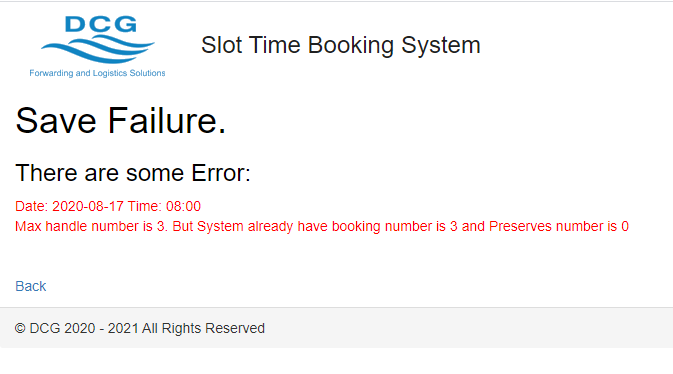 DCG
Forwarding and Logistics Solutions
Slot Time Booking System
Save Failure.
There are some Error:
Date: 2020-08-17 Time: 08:00
Max handle number is 3. But System already have booking number is 3 and Preserves number is 0
Back
© DCG 2020 - 2021 All Rights Reserved